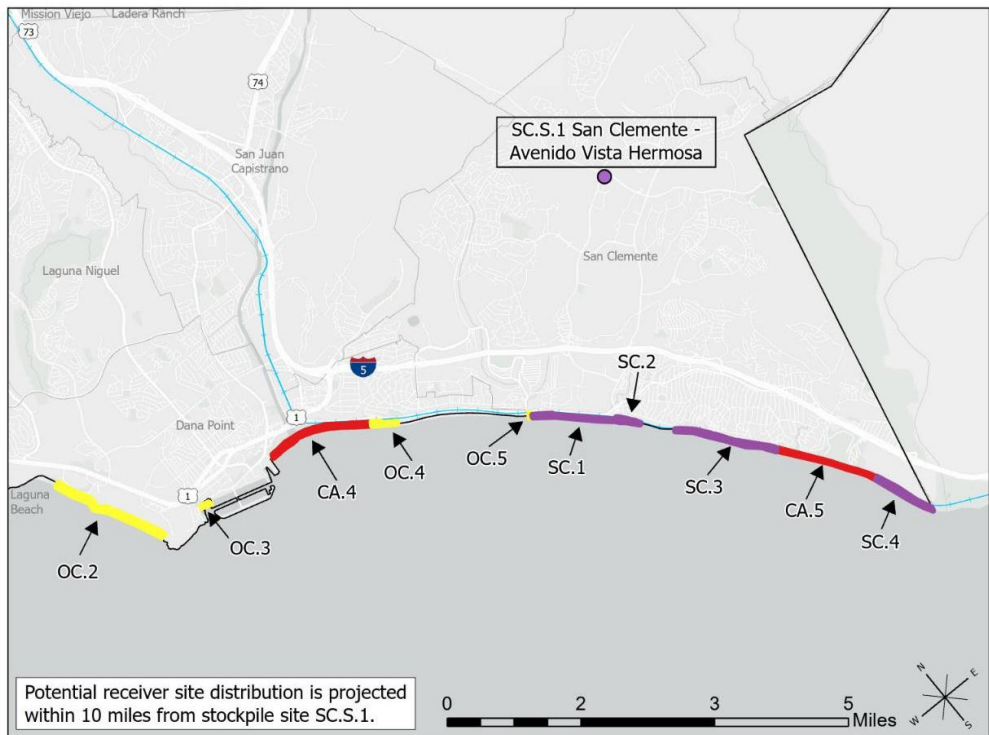 Mission Viejo
Ladera Ranch
73
74
SC.S.1 San Clemente -
Avenido Vista Hermosa
San Juan
Capistrano
Laguna Niguel
San Clemente
5
SC.2
1
Dana Point
OC.4
OC.5
SC.1
CA.4
SC.3
1
Laguna
Beach
CA.5
OC.3
SC.4
OC.2
Potential receiver site distribution is projected
within 10 miles from stockpile site SC.S.1.
0 2 3 5
Miles
N
E
W
S